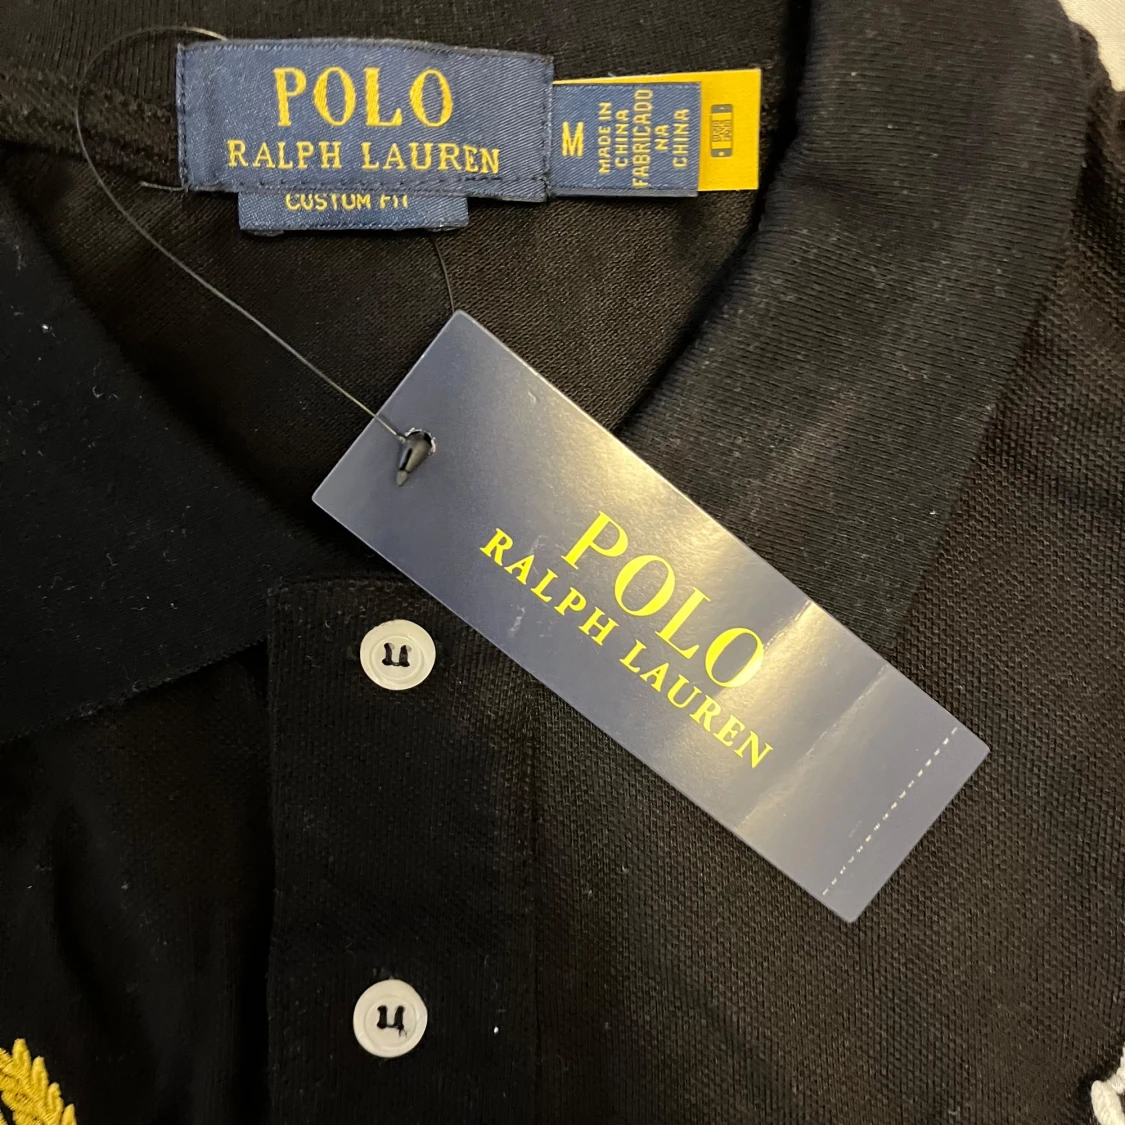 POLO
RALPH LAUREN
CUSTOM FIT
M
MADE IN
CHINA
FABRICADO
NA
CHINA
POLO
RALPH LAUREN